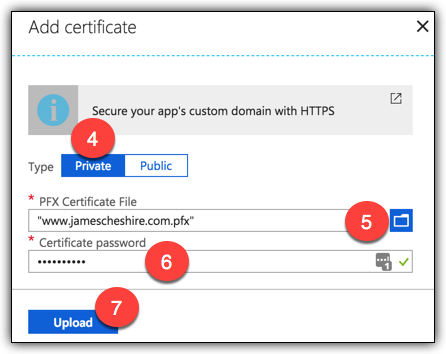 Add certificate
i
Secure your app's custom domain with HTTPS
4
Type Private Public
* PFX Certificate File
"www.jamescheshire.com.pfx"
5
* Certificate password
••••••••••
6
1
7
Upload